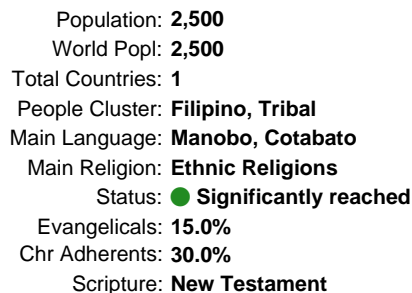 Population: 2,500
World Popl: 2,500
Total Countries: 1
People Cluster: Filipino, Tribal
Main Language: Manobo, Cotabato
Main Religion: Ethnic Religions
Status: Significantly reached
Evangelicals: 15.0%
Chr Adherents: 30.0%
Scripture: New Testament